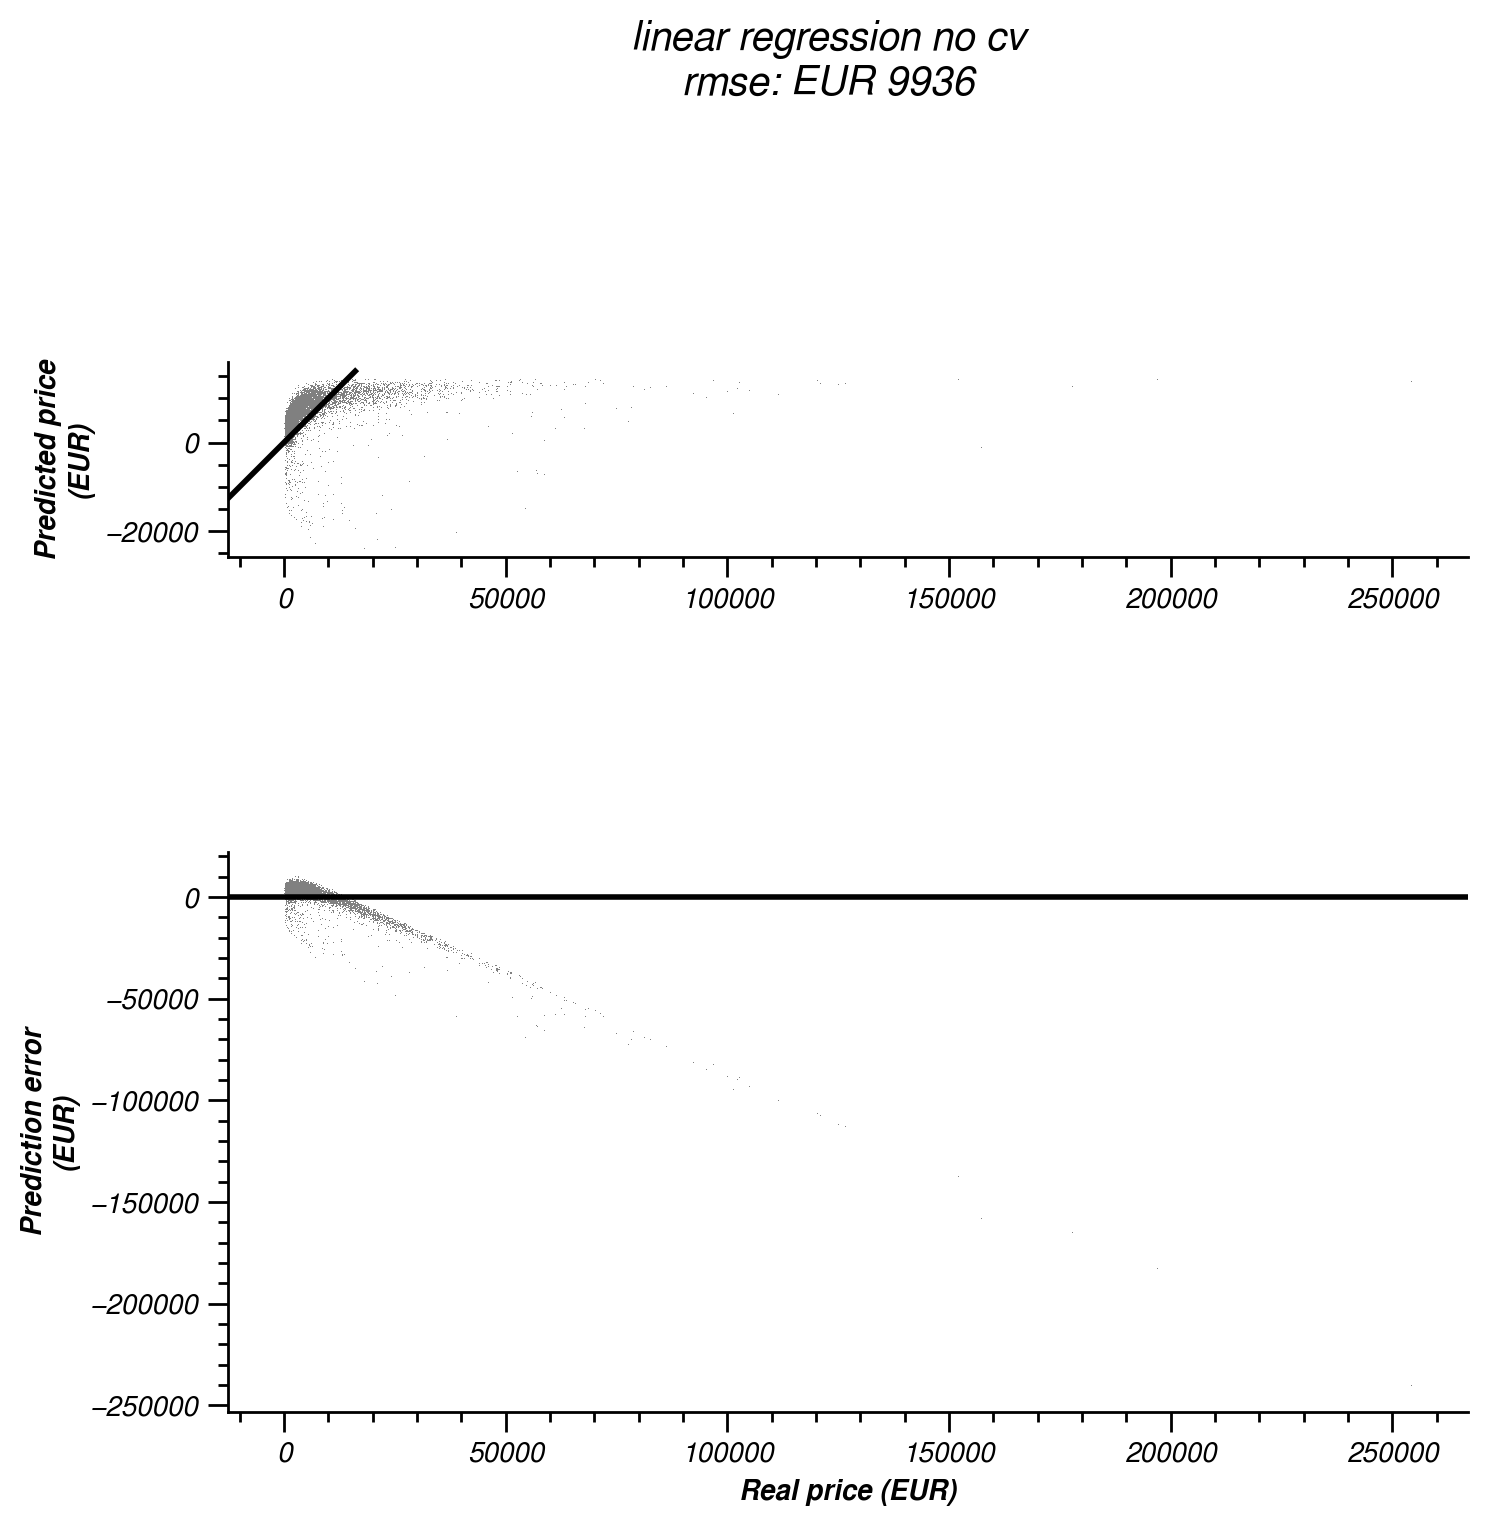 linear regression no cv
rmse: EUR 9936
Predicted price
(EUR)
0
−20000
0 50000 100000 150000 200000 250000
Prediction error
(EUR)
0
−50000
−100000
−150000
−200000
−250000
0 50000 100000 150000 200000 250000
Real price (EUR)